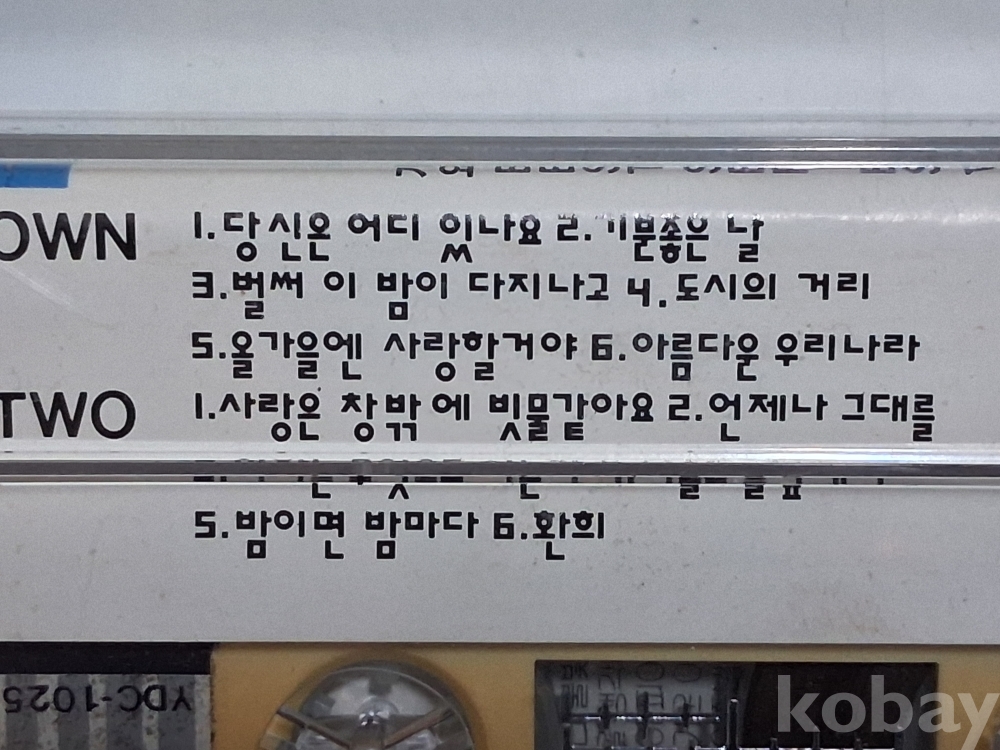 OWN 1.당신은 어디 있나요 2.기분좋은 날
3.벌써 이 밤이 다지나고 4.도시의 거리
5.올가을엔 사랑할거야 6.아름다운 우리나라
TWO 1.사랑은 창밖에 빗물같아요 2.언제나 그대를
5.밤이면 밤마다 6.환희
YDC-1025
kobay